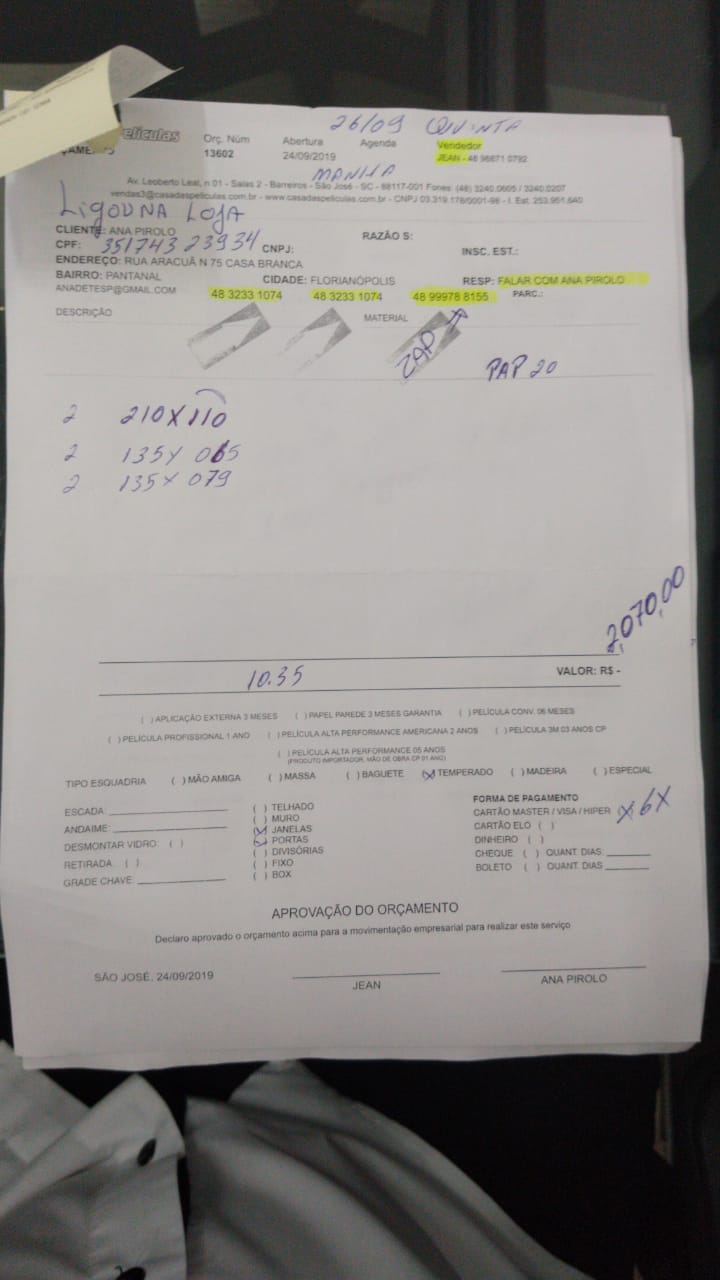 26/09 QUINTA
elículas Orç. Núm Abertura Agenda Vendedor
13602 24/09/2019 JEAN - 48 98871 0792
MANHÃ
Av. Leoberto Leal, n 01 - Salas 2 - Barreiros - São José - SC - 88117-001 Fones: (48) 3240.0605 / 3240.0207
vendas3@casadaspeliculas.com.br - www.casadaspeliculas.com.br - CNPJ 03.319.178/0001-98 - I. Est. 253.951.640
LIGOU NA LOJA
CLIENTE: ANA PIROLO RAZÃO S:
CPF: 35174323934 CNPJ: INSC. EST.:
ENDEREÇO: RUA ARACUÃ N 75 CASA BRANCA
BAIRRO: PANTANAL CIDADE: FLORIANÓPOLIS RESP: FALAR COM ANA PIROLO
ANADETESP@GMAIL.COM 48 3233 1074 48 3233 1074 48 99978 8155 PARC.:
DESCRIÇÃO MATERIAL
ZAP
PAP 20
2 210X110
2 135X 065
2 135X 079
2,070,00
10.35 VALOR: R$ -
( ) APLICAÇÃO EXTERNA 3 MESES ( ) PAPEL PAREDE 3 MESES GARANTIA ( ) PELÍCULA CONV. 06 MESES
( ) PELÍCULA PROFISSIONAL 1 ANO ( ) PELÍCULA ALTA PERFORMANCE AMERICANA 2 ANOS ( ) PELÍCULA 3M 03 ANOS CP
( ) PELÍCULA ALTA PERFORMANCE 05 ANOS
(PRODUTO IMPORTADOR, MÃO DE OBRA CP 01 ANO)
TIPO ESQUADRIA ( ) MÃO AMIGA ( ) MASSA ( ) BAGUETE (X) TEMPERADO ( ) MADEIRA ( ) ESPECIAL
ESCADA: ( ) TELHADO FORMA DE PAGAMENTO
ANDAIME: ( ) MURO CARTÃO MASTER / VISA / HIPER (X) 6X
DESMONTAR VIDRO: ( ) (X) JANELAS CARTÃO ELO ( )
RETIRADA: ( ) (X) PORTAS DINHEIRO ( )
GRADE CHAVE: ( ) DIVISÓRIAS CHEQUE ( ) QUANT. DIAS:
( ) FIXO BOLETO ( ) QUANT. DIAS
( ) BOX
APROVAÇÃO DO ORÇAMENTO
Declaro aprovado o orçamento acima para a movimentação empresarial para realizar este serviço
SÃO JOSÉ, 24/09/2019 JEAN ANA PIROLO